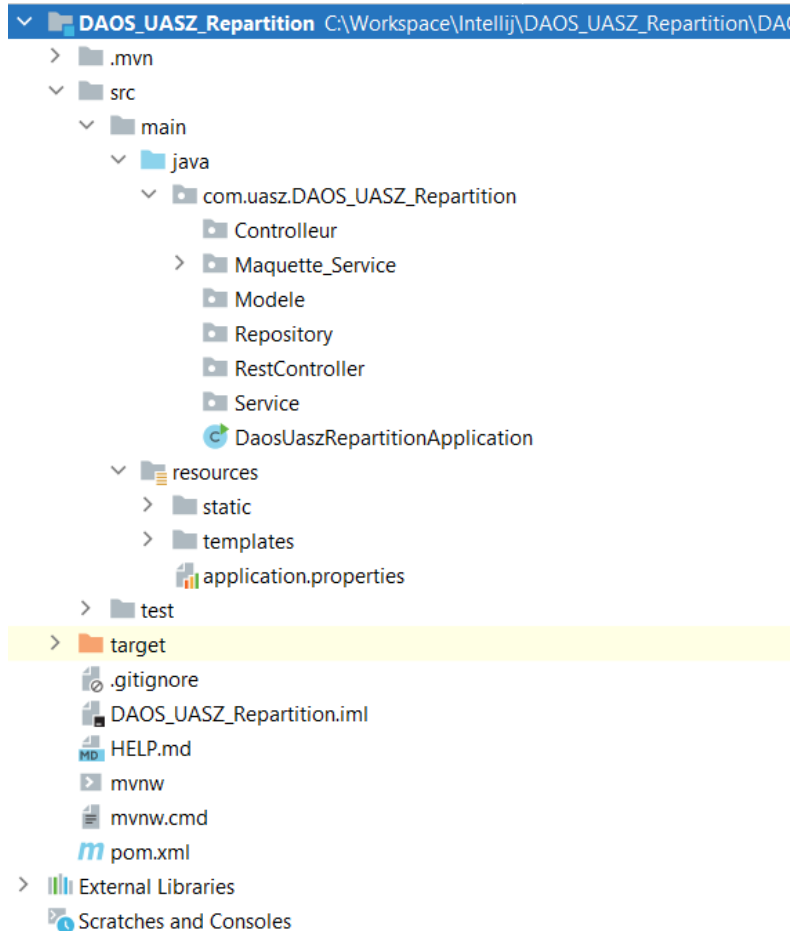 DAOS_UASZ_Repartition C:\Workspace\Intellij\DAOS_UASZ_Repartition\DAO
.mvn
src
main
java
com.uasz.DAOS_UASZ_Repartition
Controlleur
Maquette_Service
Modele
Repository
RestController
Service
C DaosUaszRepartitionApplication
resources
static
templates
application.properties
test
target
.gitignore
DAOS_UASZ_Repartition.iml
MD HELP.md
mvnw
mvnw.cmd
m pom.xml
External Libraries
Scratches and Consoles